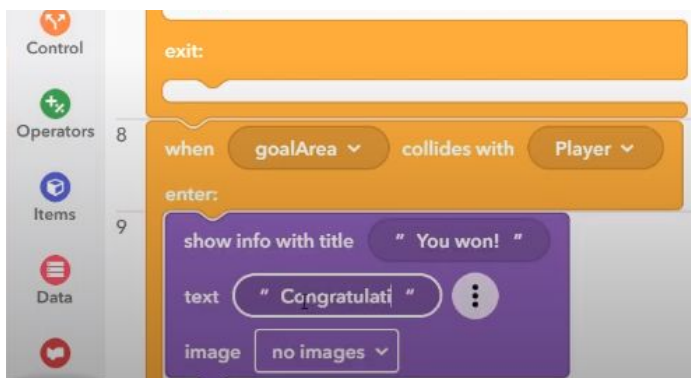 Control
exit:
Operators
8
when goalArea collides with Player
enter:
Items
9
show info with title " You won! "
Data
text " Congratulati "
image no images